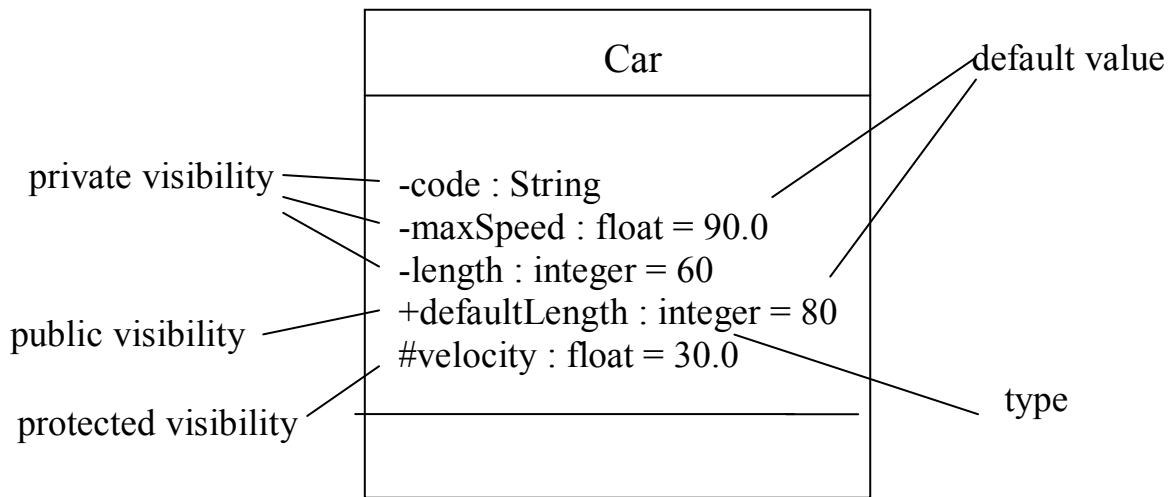 Car
default value
private visibility
-code : String
-maxSpeed : float = 90.0
-length : integer = 60
public visibility
+defaultLength : integer = 80
#velocity : float = 30.0
protected visibility
type